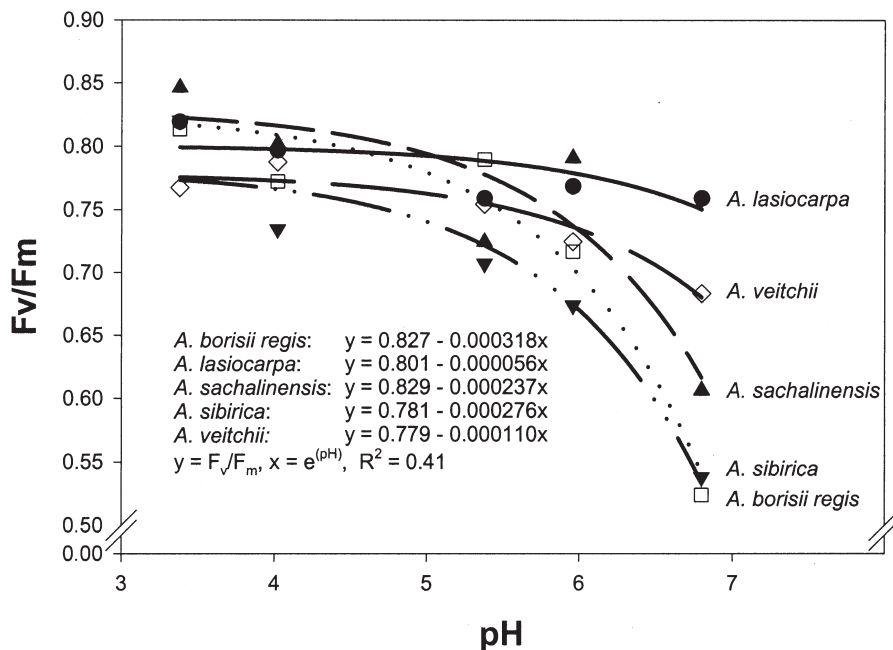 0.90
0.85
0.80
0.75
0.70
0.65
0.60
0.55
0.50
0.00
Fv/Fm
A. lasiocarpa
A. veitchii
A. sachalinensis
A. sibirica
A. borisii regis
A. borisii regis: y = 0.827 - 0.000318x
A. lasiocarpa: y = 0.801 - 0.000056x
A. sachalinensis: y = 0.829 - 0.000237x
A. sibirica: y = 0.781 - 0.000276x
A. veitchii: y = 0.779 - 0.000110x
y = Fv/Fm, x = e(pH), R2 = 0.41
3 4 5 6 7
pH